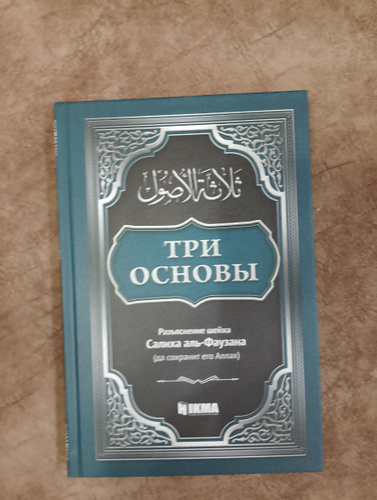 ثلاثة الأصول
ТРИ
ОСНОВЫ
Разъяснение шейха
Салиха аль-Фаузана
(да сохранит его Аллах)
IKMA